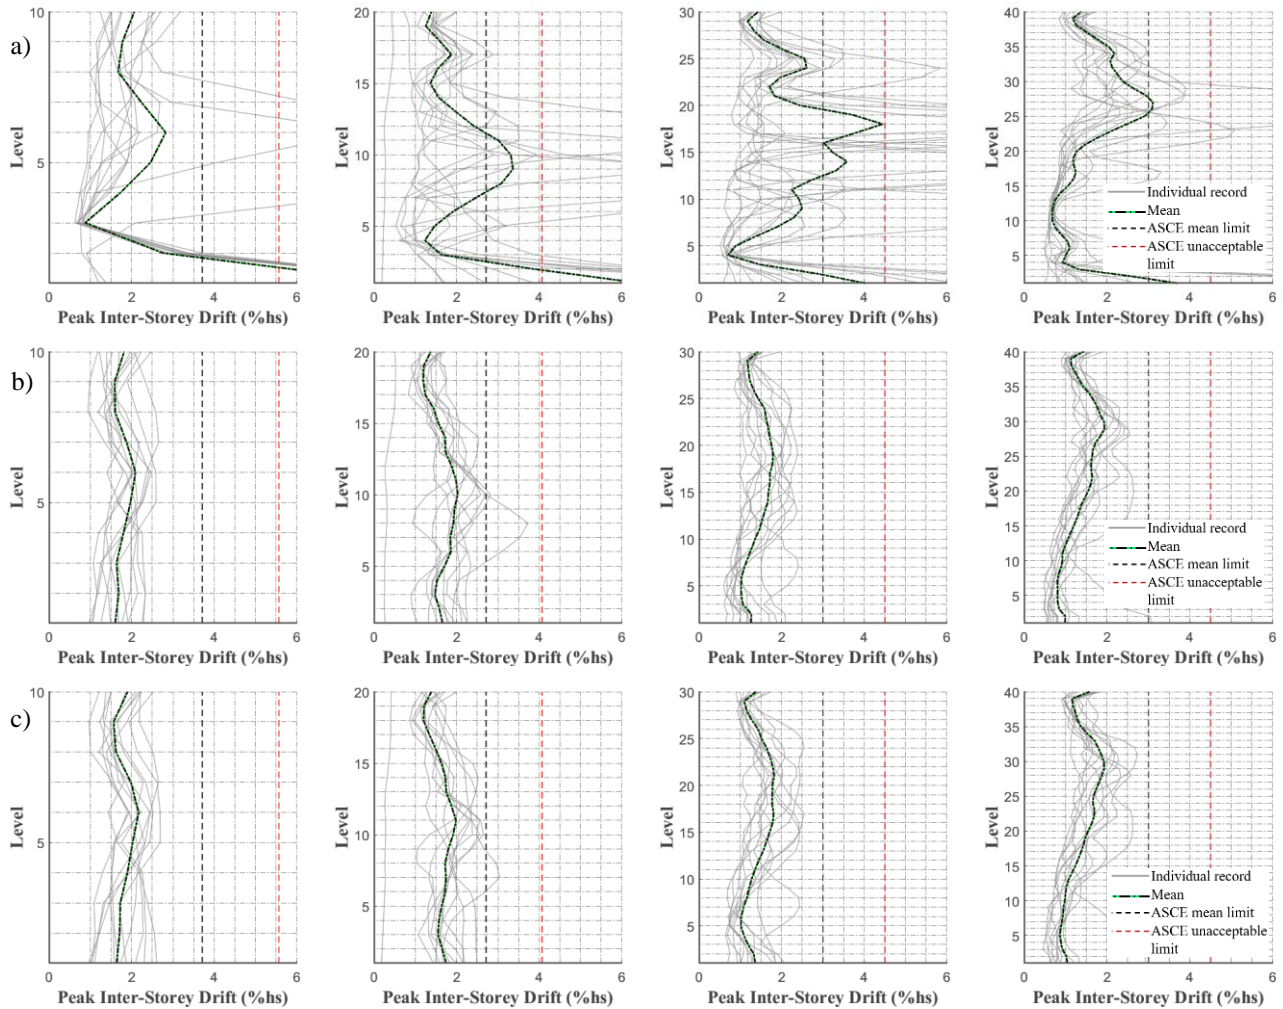 a)
10
5
Level
0 2 4 6
Peak Inter-Storey Drift (%hs)
20
15
10
5
Level
0 2 4 6
Peak Inter-Storey Drift (%hs)
30
25
20
15
10
5
Level
0 2 4 6
Peak Inter-Storey Drift (%hs)
40
35
30
25
20
15
10
5
Level
Individual record
Mean
ASCE mean limit
ASCE unacceptable
limit
0 2 4 6
Peak Inter-Storey Drift (%hs)
b)
10
5
Level
0 2 4 6
Peak Inter-Storey Drift (%hs)
20
15
10
5
Level
0 2 4 6
Peak Inter-Storey Drift (%hs)
30
25
20
15
10
5
Level
0 2 4 6
Peak Inter-Storey Drift (%hs)
40
35
30
25
20
15
10
5
Level
Individual record
Mean
ASCE mean limit
ASCE unacceptable
limit
0 2 4 6
Peak Inter-Storey Drift (%hs)
c)
10
5
Level
0 2 4 6
Peak Inter-Storey Drift (%hs)
20
15
10
5
Level
0 2 4 6
Peak Inter-Storey Drift (%hs)
30
25
20
15
10
5
Level
0 2 4 6
Peak Inter-Storey Drift (%hs)
40
35
30
25
20
15
10
5
Level
Individual record
Mean
ASCE mean limit
ASCE unacceptable
limit
0 2 4 6
Peak Inter-Storey Drift (%hs)